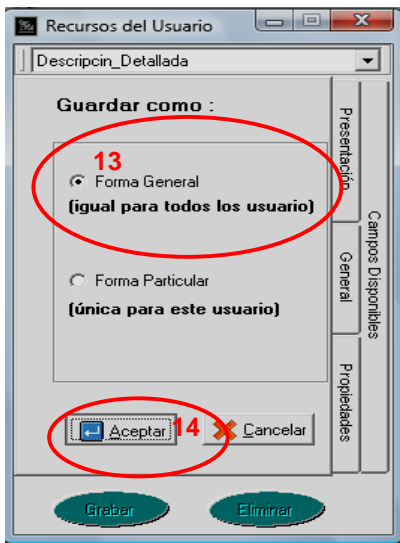 Recursos del Usuario
Descripcin_Detallada
Guardar como :
13
Forma General
(igual para todos los usuario)
Forma Particular
(única para este usuario)
Aceptar
14
Cancelar
Presentación
General
Propiedades
Campos Disponibles
Grabar
Eliminar